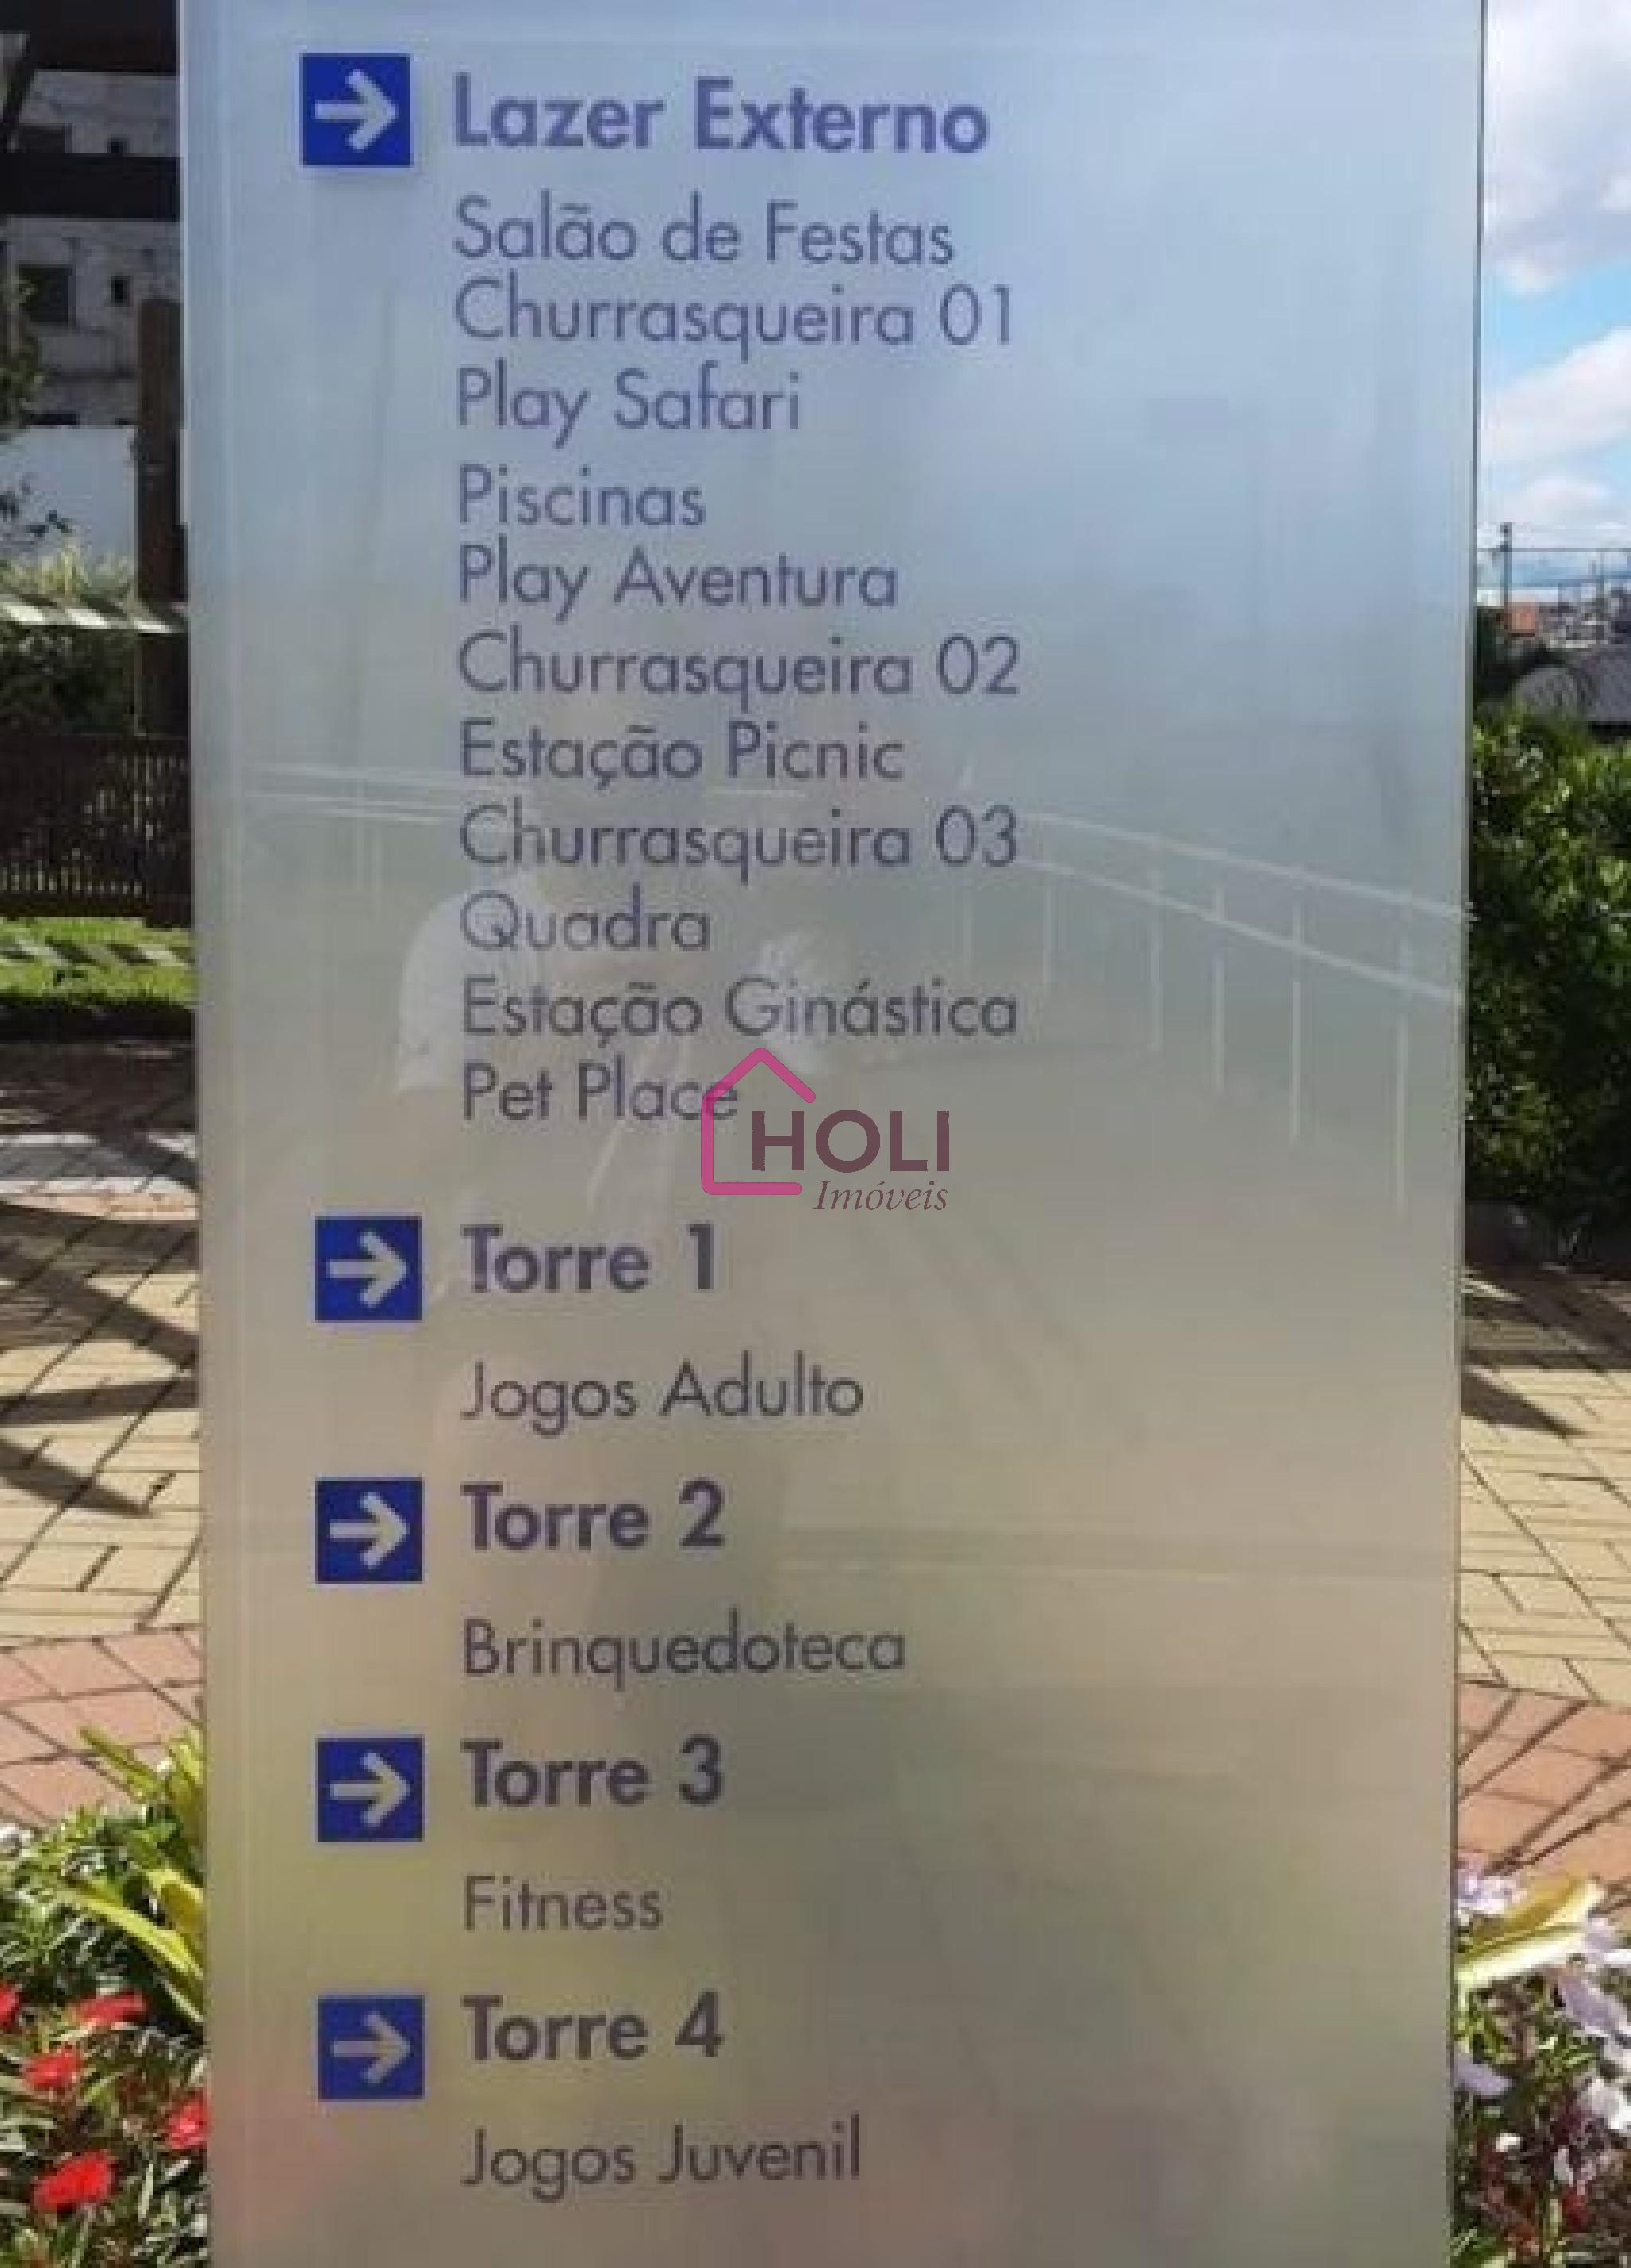 Lazer Externo
Salão de Festas
Churrasqueira 01
Play Safari
Piscinas
Play Aventura
Churrasqueira 02
Estação Picnic
Churrasqueira 03
Quadra
Estação Ginástica
Pet Place
HOLI
Imóveis
Torre 1
Jogos Adulto
Torre 2
Brinquedoteca
Torre 3
Fitness
Torre 4
Jogos Juvenil